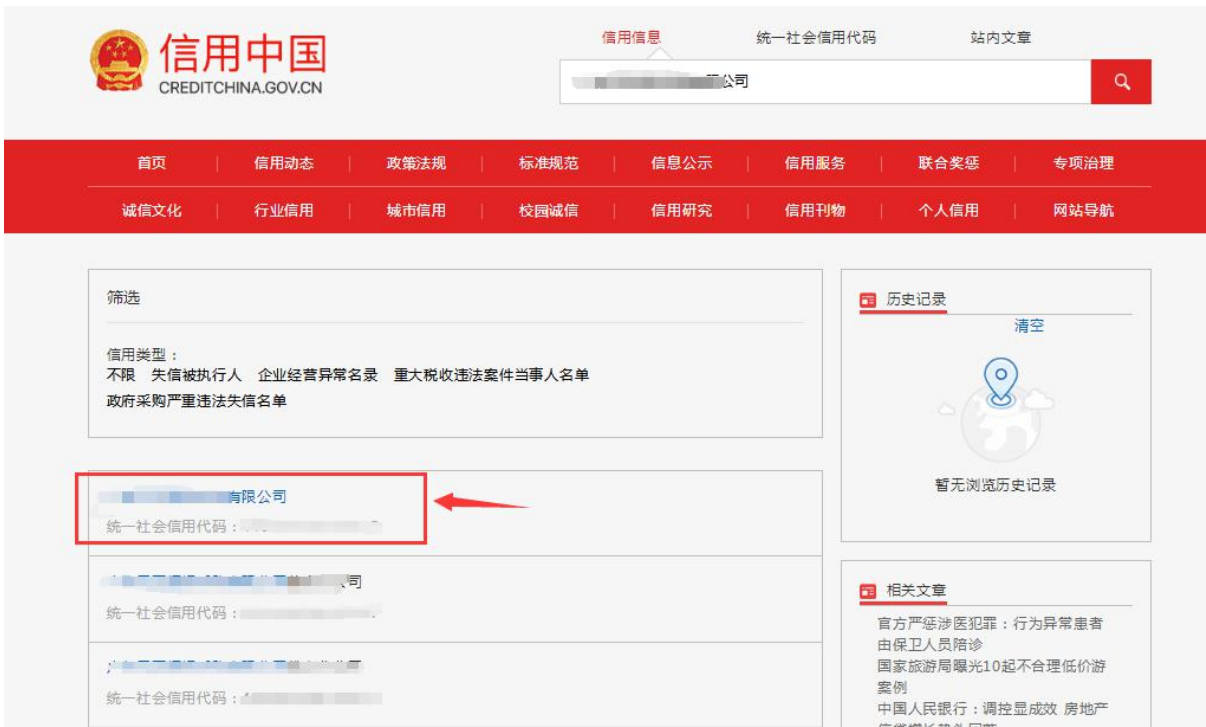 信用中国
CREDITCHINA.GOV.CN
信用信息 统一社会信用代码 站内文章
公司
首页 信用动态 政策法规 标准规范 信息公示 信用服务 联合奖惩 专项治理
诚信文化 行业信用 城市信用 校园诚信 信用研究 信用刊物 个人信用 网站导航
筛选
信用类型：
不限 失信被执行人 企业经营异常名录 重大税收违法案件当事人名单
政府采购严重违法失信名单
有限公司
统一社会信用代码：
司
统一社会信用代码：
统一社会信用代码：
历史记录
清空
暂无浏览历史记录
相关文章
官方严惩涉医犯罪：行为异常患者
由保卫人员陪诊
国家旅游局曝光10起不合理低价游
案例
中国人民银行：调控显成效 房地产